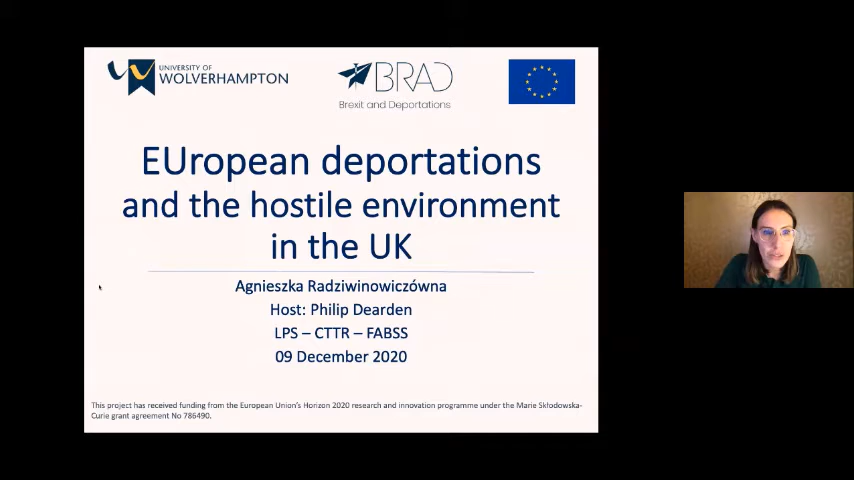 UNIVERSITY OF
WOLVERHAMPTON
BRAD
Brexit and Deportations
EUropean deportations
and the hostile environment
in the UK
Agnieszka Radziwinowiczówna
Host: Philip Dearden
LPS – CTTR – FABSS
09 December 2020
This project has received funding from the European Union's Horizon 2020 research and innovation programme under the Marie Skłodowska-
Curie grant agreement No 786490.